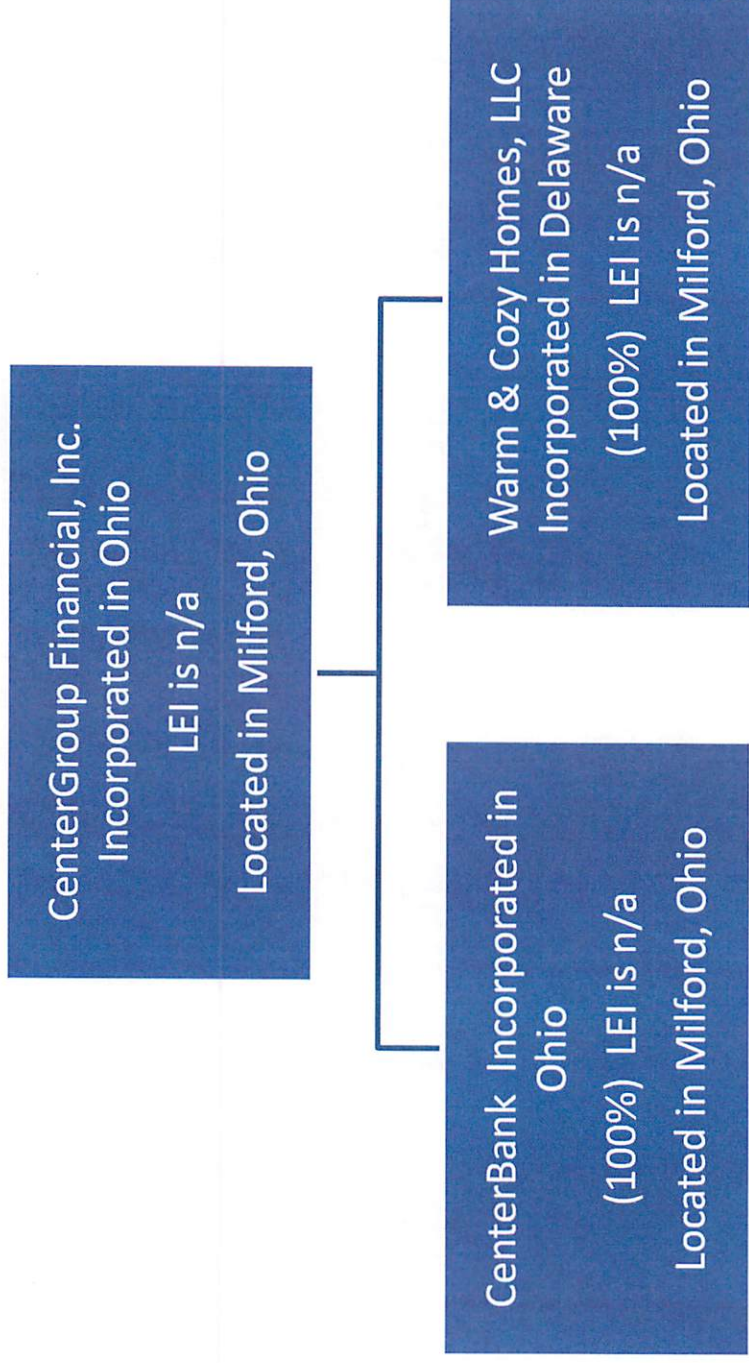 CenterGroup Financial, Inc.
Incorporated in Ohio
LEI is n/a
Located in Milford, Ohio
CenterBank Incorporated in
Ohio
(100%) LEI is n/a
Located in Milford, Ohio
Warm & Cozy Homes, LLC
Incorporated in Delaware
(100%) LEI is n/a
Located in Milford, Ohio